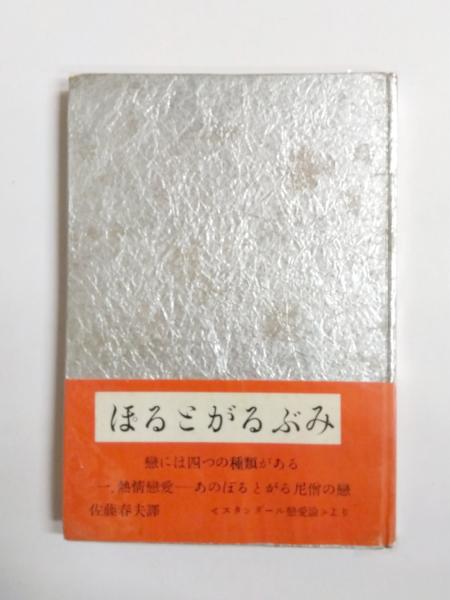 ぽるとがるぶみ
戀には四つの種類がある
一、熱情戀愛――あのぽるとがる尼僧の戀
佐藤春夫譯　≪スタンダール戀愛論≫より